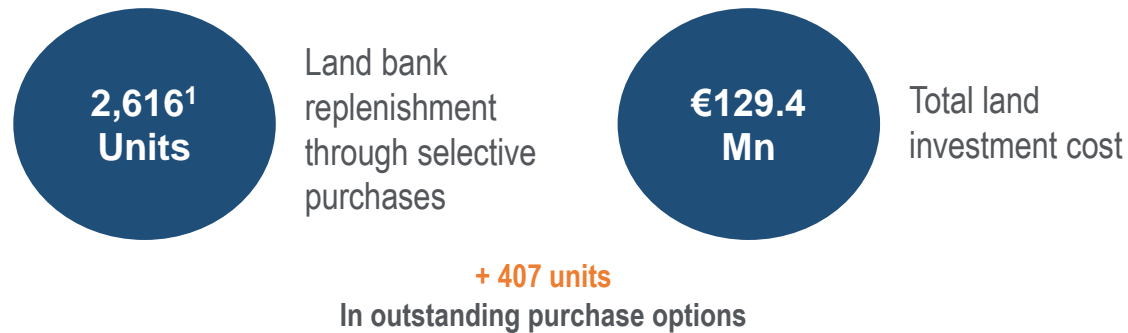 2,616¹
Units
Land bank
replenishment
through selective
purchases
€129.4
Mn
Total land
investment cost
+ 407 units
In outstanding purchase options